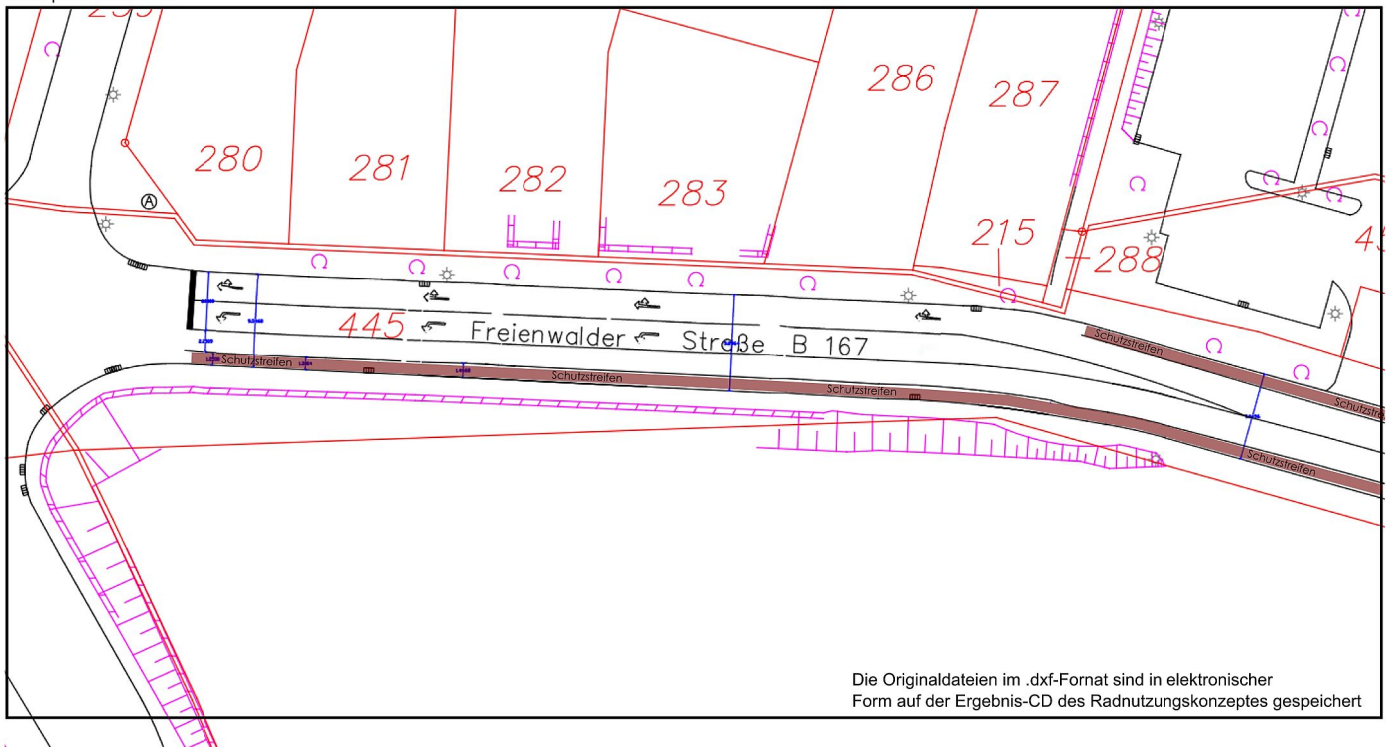 280
281
282
283
286
287
215
288
A
445
Freienwalder Straße B 167
Schutzstreifen
Schutzstreifen
Schutzstreifen
Schutzstreifen
Schutzstreifen
Die Originaldateien im .dxf-Fornat sind in elektronischer
Form auf der Ergebnis-CD des Radnutzungskonzeptes gespeichert